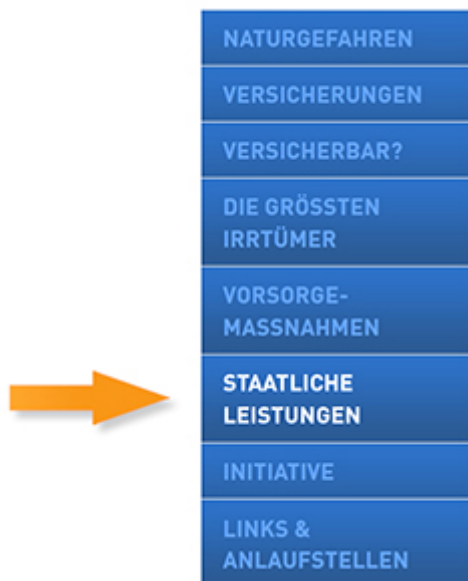 NATURGEFAHREN
VERSICHERUNGEN
VERSICHERBAR?
DIE GRÖSSTEN
IRRTÜMER
VORSORGE-
MASSNAHMEN
STAATLICHE
LEISTUNGEN
INITIATIVE
LINKS &
ANLAUFSTELLEN